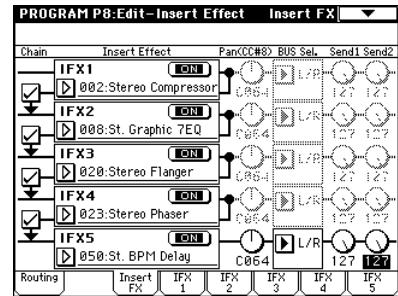 PROGRAM P8:Edit-Insert Effect Insert FX
Chain Insert Effect Pan(CC#8) BUS Sel. Send1 Send2
IFX1 ON
002:Stereo Compressor C064 L/R 127 127
IFX2 ON
008:St. Graphic 7EQ C064 L/R 127 127
IFX3 ON
020:Stereo Flanger C064 L/R 127 127
IFX4 ON
023:Stereo Phaser C064 L/R 127 127
IFX5 ON
050:St. BPM Delay C064 L/R 127 127
Routing Insert FX IFX 1 IFX 2 IFX 3 IFX 4 IFX 5